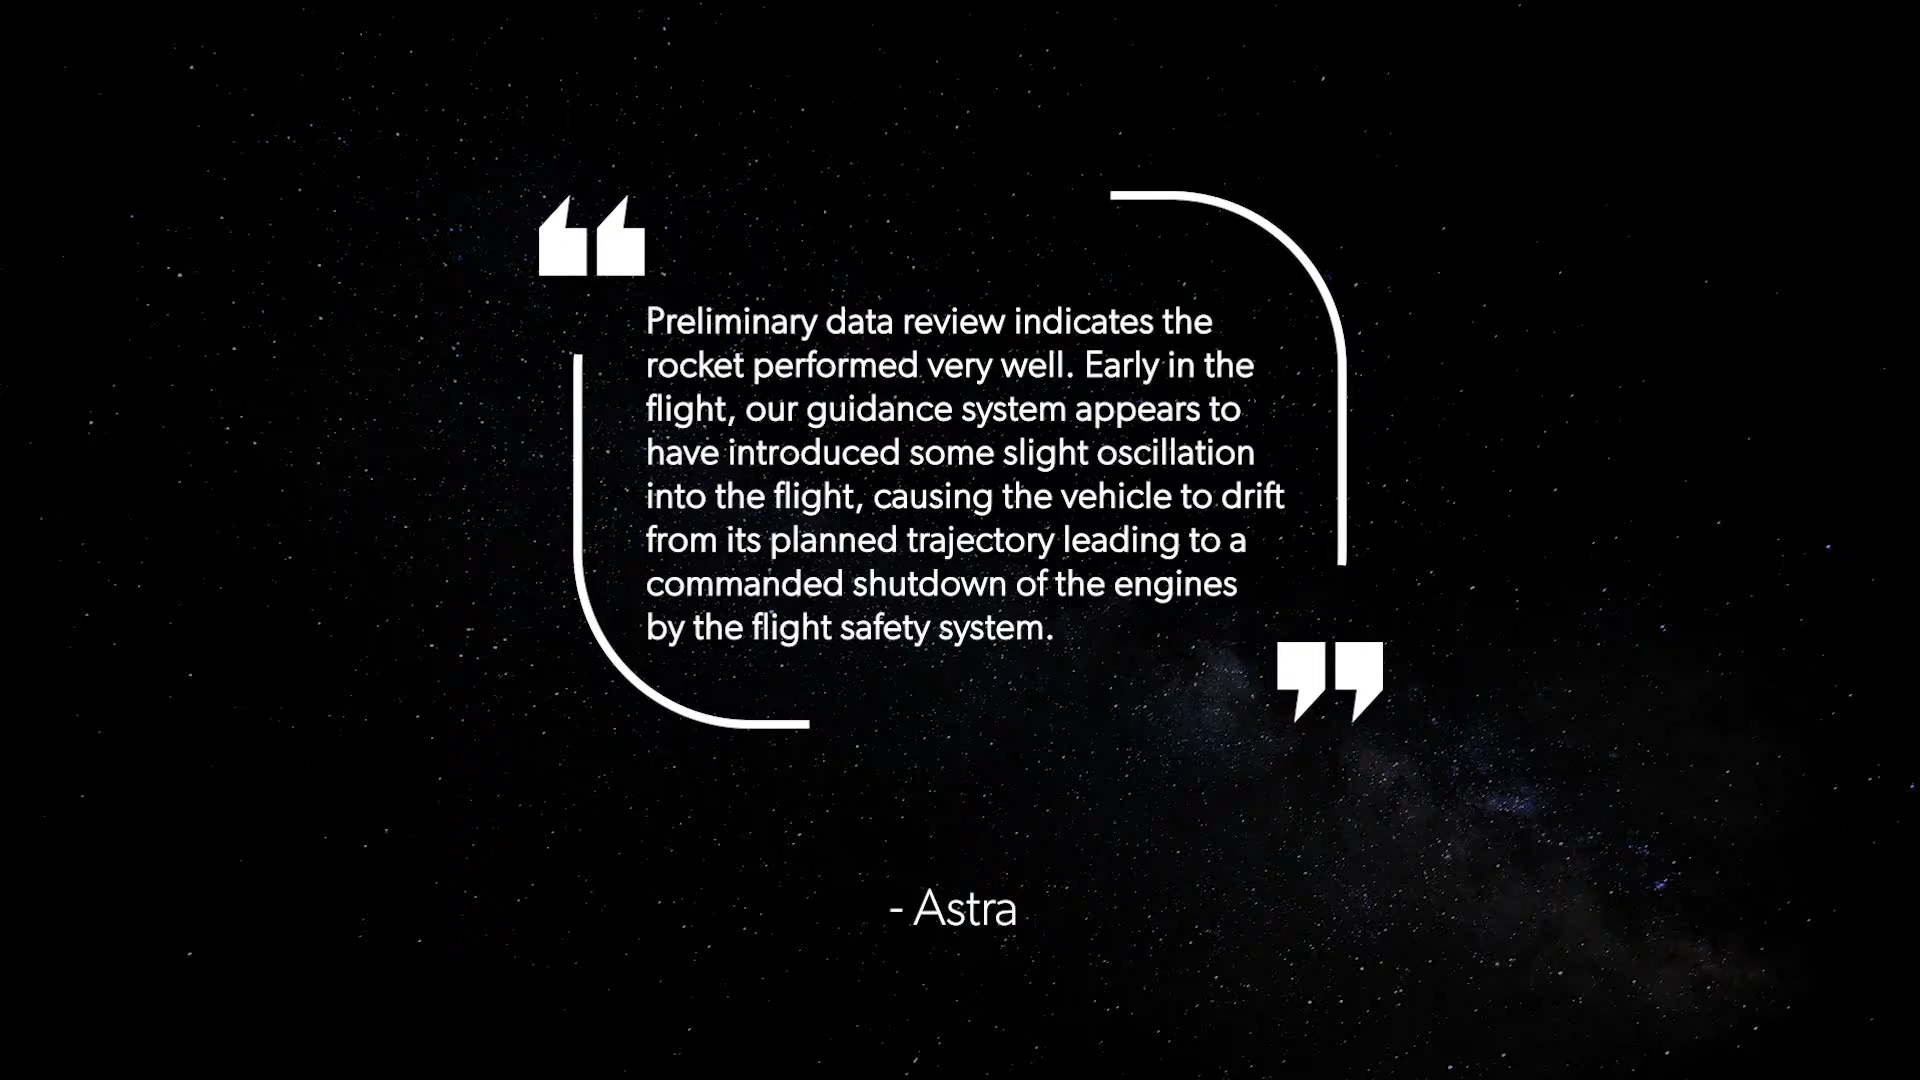 Preliminary data review indicates the
rocket performed very well. Early in the
flight, our guidance system appears to
have introduced some slight oscillation
into the flight, causing the vehicle to drift
from its planned trajectory leading to a
commanded shutdown of the engines
by the flight safety system.
- Astra